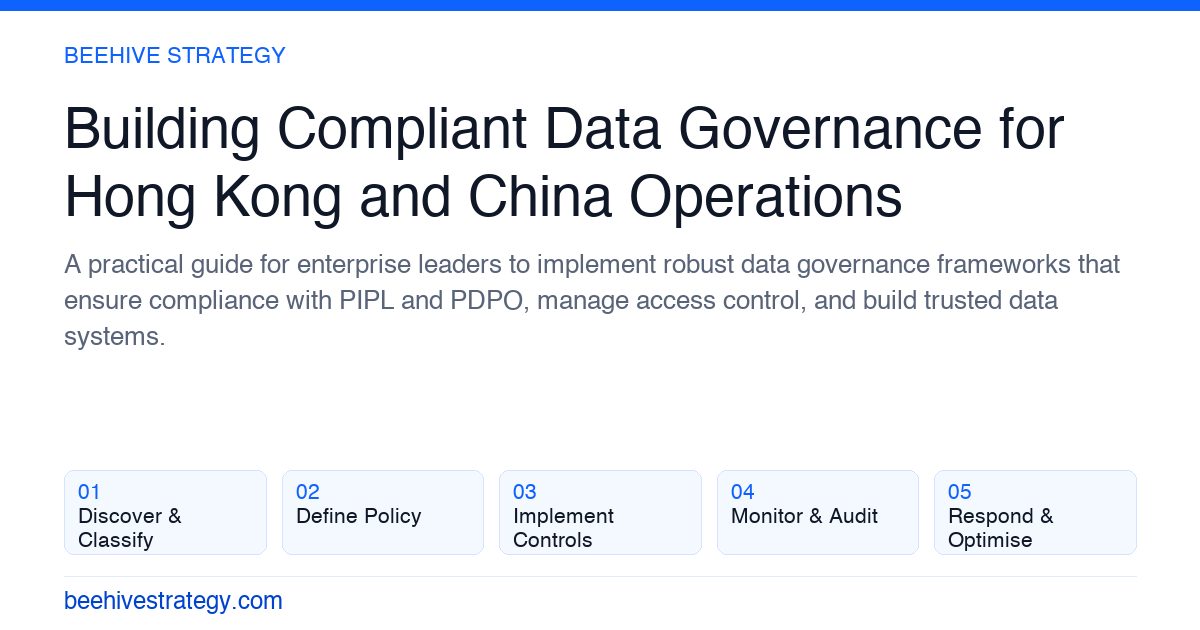 BEEHIVE STRATEGY
Building Compliant Data Governance for
Hong Kong and China Operations
A practical guide for enterprise leaders to implement robust data governance frameworks that
ensure compliance with PIPL and PDPO, manage access control, and build trusted data
systems.
01
Discover &
Classify
02
Define Policy
03
Implement
Controls
04
Monitor & Audit
05
Respond &
Optimise
beehivestrategy.com